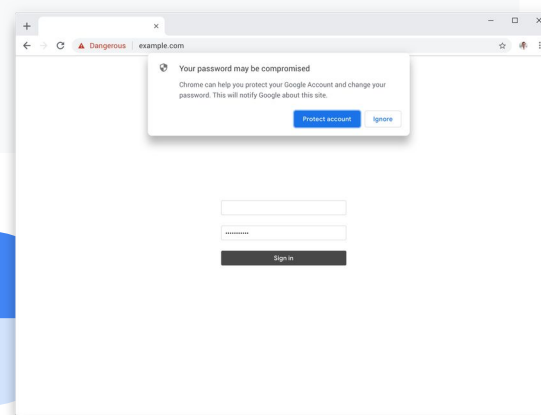 Dangerous example.com
Your password may be compromised
Chrome can help you protect your Google Account and change your
password. This will notify Google about this site.
Protect account Ignore
•••••••••••
Sign in